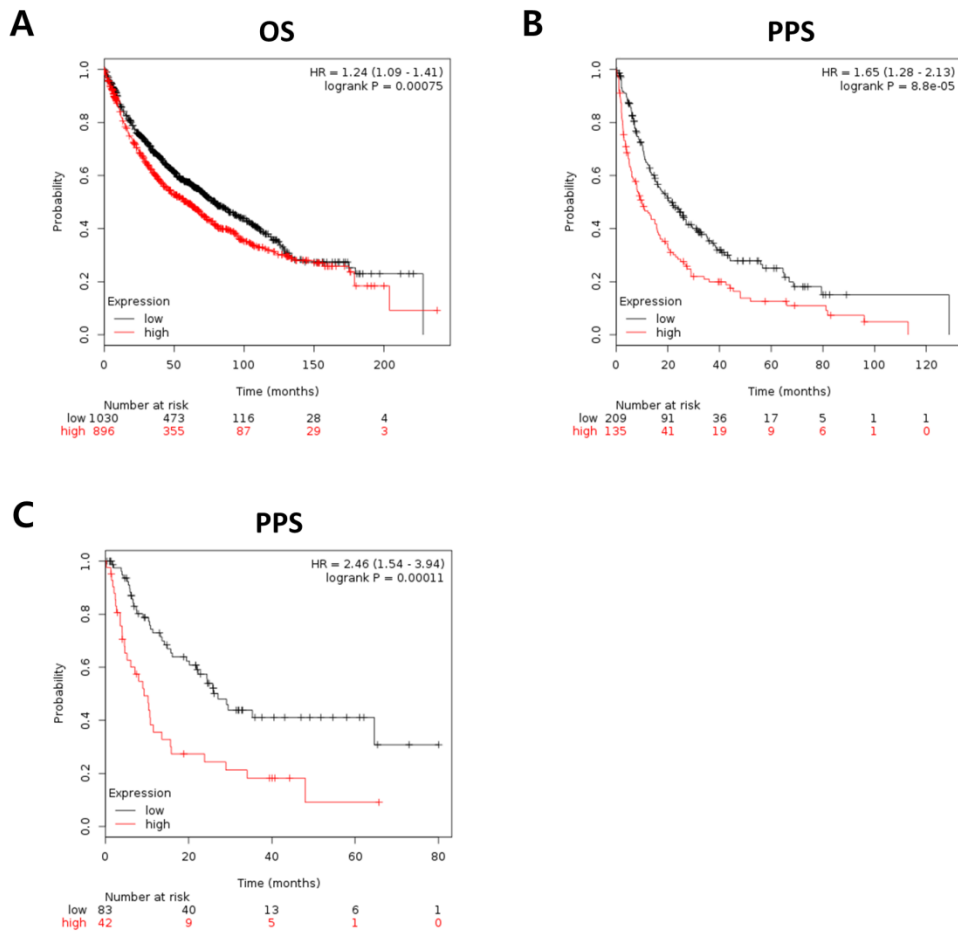 A
OS
HR = 1.24 (1.09 - 1.41)
logrank P = 0.00075
Probability
1.0
0.8
0.6
0.4
0.2
0.0
Expression
low
high
0 50 100 150 200
Time (months)
Number at risk
low 1030 473 116 28 4
high 896 355 87 29 3
B
PPS
HR = 1.65 (1.28 - 2.13)
logrank P = 8.8e-05
Probability
1.0
0.8
0.6
0.4
0.2
0.0
Expression
low
high
0 20 40 60 80 100 120
Time (months)
Number at risk
low 209 91 36 17 5 1 1
high 135 41 19 9 6 1 0
C
PPS
HR = 2.46 (1.54 - 3.94)
logrank P = 0.00011
Probability
1.0
0.8
0.6
0.4
0.2
0.0
Expression
low
high
0 20 40 60 80
Time (months)
Number at risk
low 83 40 13 6 1
high 42 9 5 1 0